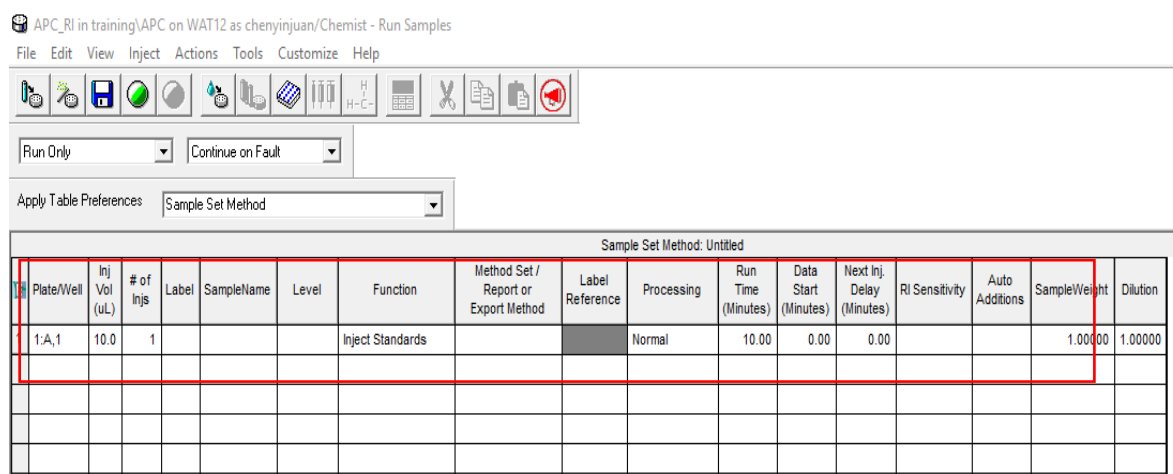 APC_RI in training\APC on WAT12 as chenyinjuan/Chemist - Run Samples
File Edit View Inject Actions Tools Customize Help
H
H-C-
Run Only Continue on Fault
Apply Table Preferences Sample Set Method
Sample Set Method: Untitled
Plate/Well Inj Vol (uL) # of Injs Label SampleName Level Function Method Set / Report or Export Method Label Reference Processing Run Time (Minutes) Data Start (Minutes) Next Inj. Delay (Minutes) RI Sensitivity Auto Additions SampleWeight Dilution
1 1:A,1 10.0 1 Inject Standards Normal 10.00 0.00 0.00 1.00000 1.00000